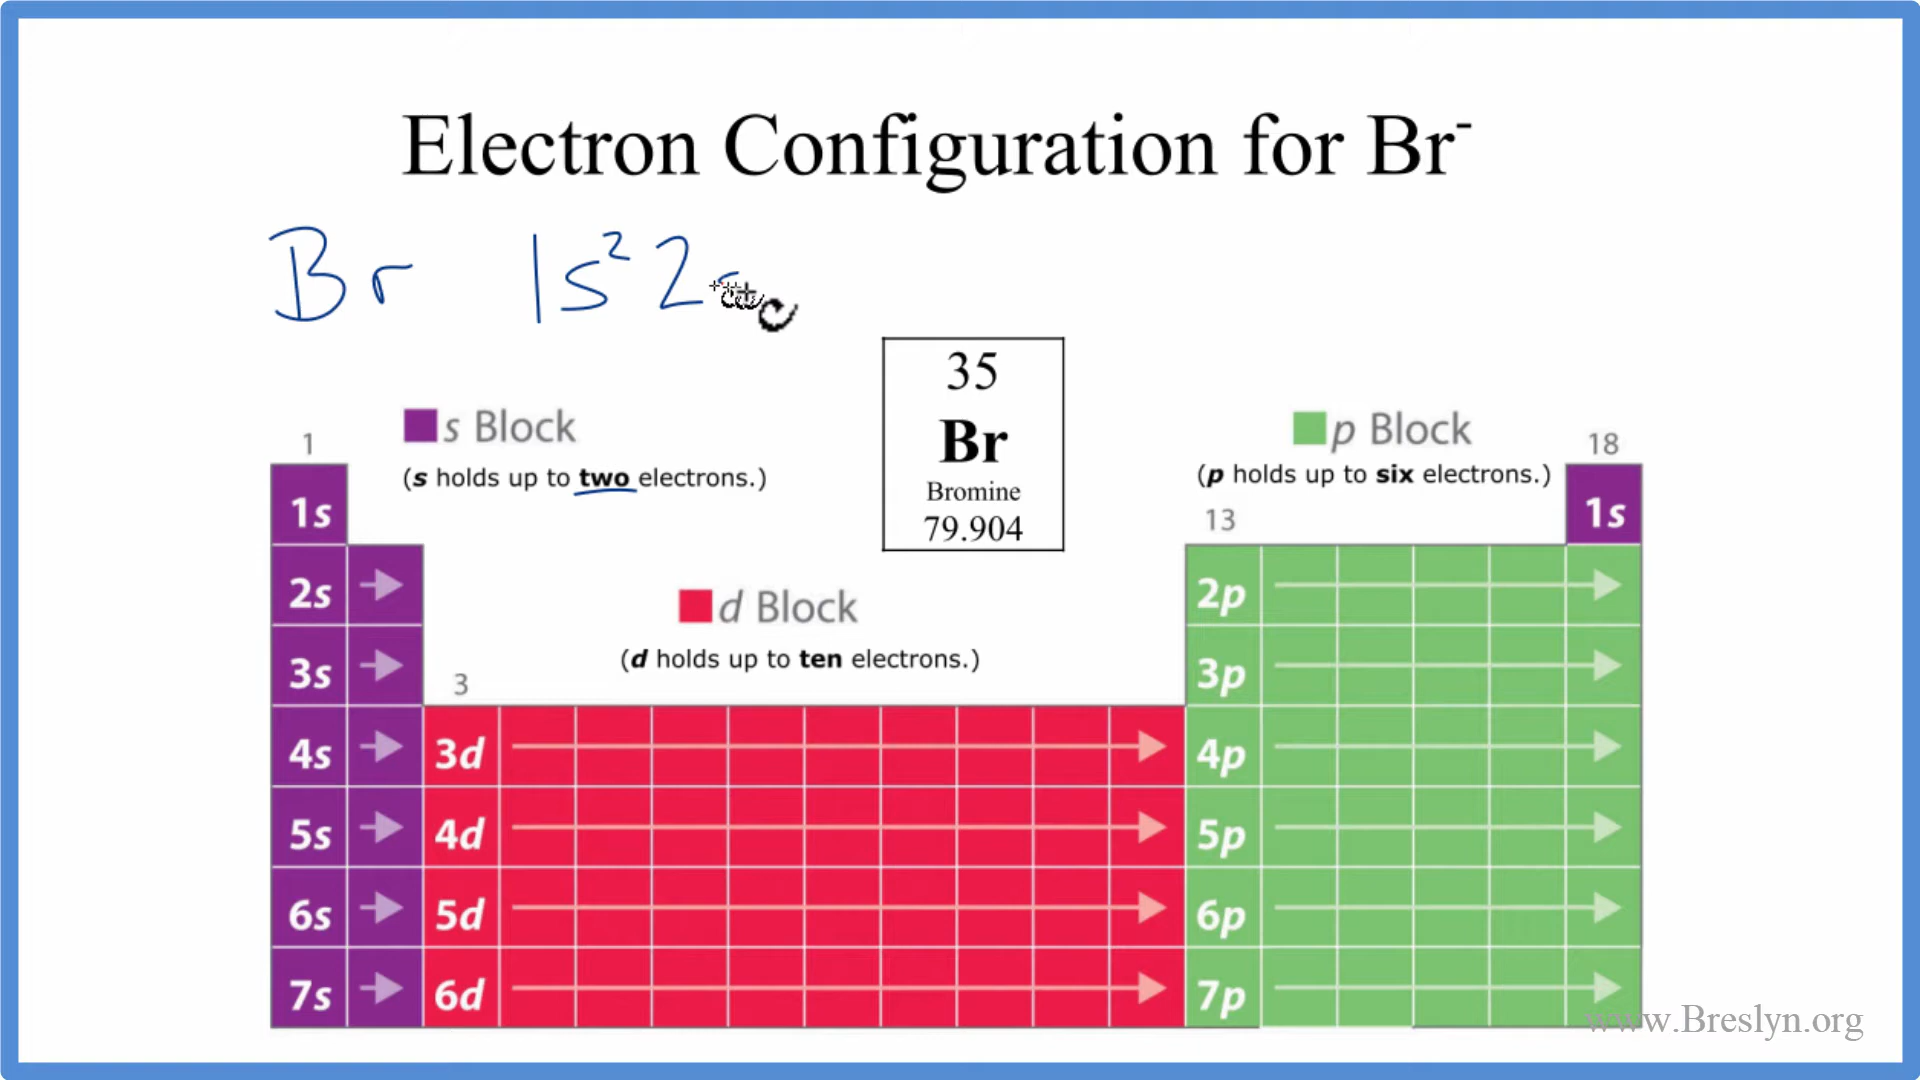 Electron Configuration for Br⁻
Br 1s² 2s
35
Br
Bromine
79.904
1
s Block
(s holds up to two electrons.)
p Block
(p holds up to six electrons.)
18
13
1s
1s
2s
2p
d Block
(d holds up to ten electrons.)
3s
3
3p
4s 3d 4p
5s 4d 5p
6s 5d 6p
7s 6d 7p
www.Breslyn.org